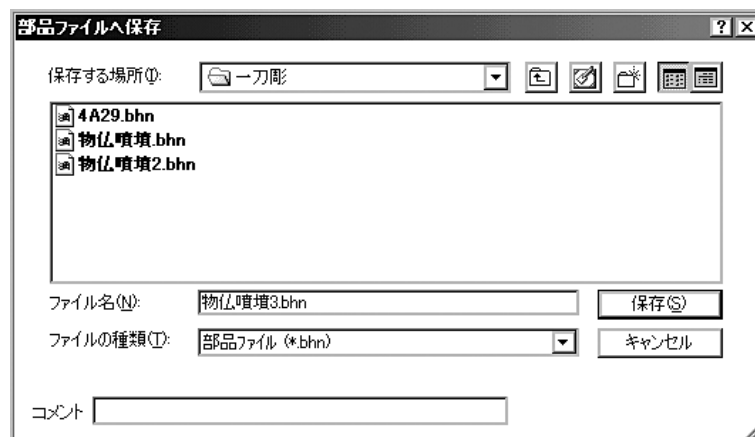 部品ファイルへ保存
保存する場所(I):
一刀彫
4A29.bhn
物仏噴墳.bhn
物仏噴墳2.bhn
ファイル名(N):
物仏噴墳3.bhn
保存(S)
ファイルの種類(T):
部品ファイル (*.bhn)
キャンセル
コメント